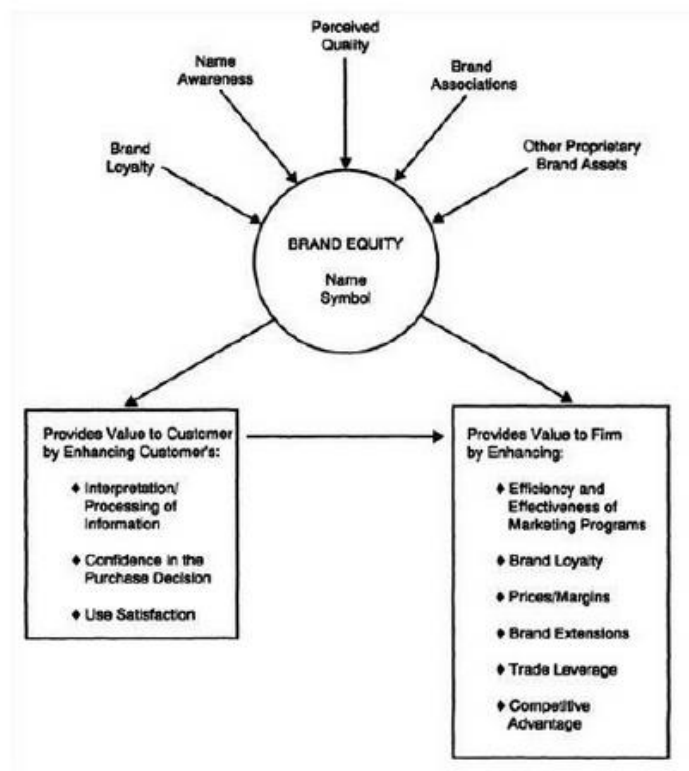 Perceived
Quality
Name
Awareness
Brand
Associations
Brand
Loyalty
Other Proprietary
Brand Assets
BRAND EQUITY
Name
Symbol
Provides Value to Customer
by Enhancing Customer's:
♦ Interpretation/
Processing of
Information
♦ Confidence in the
Purchase Decision
♦ Use Satisfaction
Provides Value to Firm
by Enhancing:
♦ Efficiency and
Effectiveness of
Marketing Programs
♦ Brand Loyalty
♦ Prices/Margins
♦ Brand Extensions
♦ Trade Leverage
♦ Competitive
Advantage